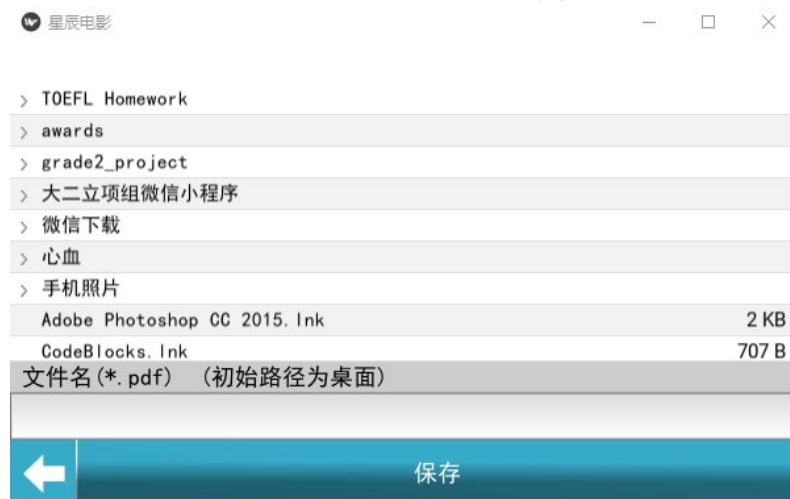 星辰电影
TOEFL Homework
awards
grade2_project
大二立项组微信小程序
微信下载
心血
手机照片
Adobe Photoshop CC 2015.lnk 2 KB
CodeBlocks.lnk 707 B
文件名(*.pdf) (初始路径为桌面)
保存